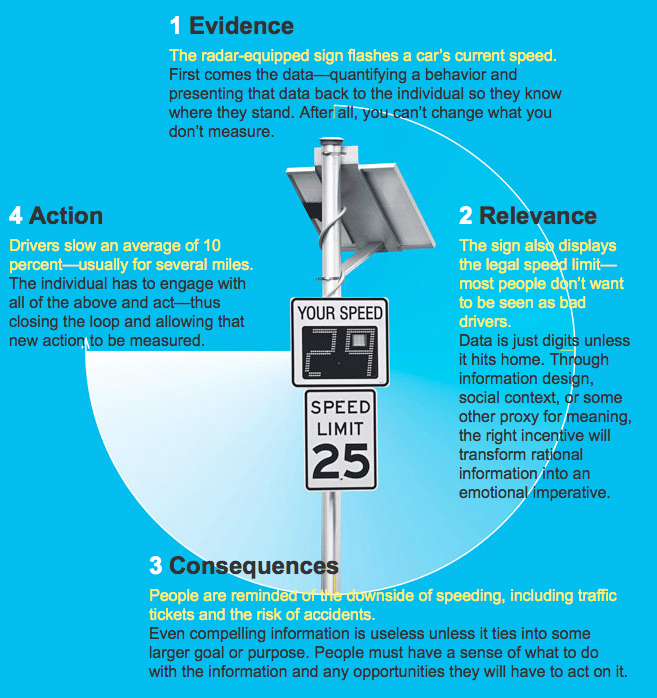 1 Evidence
The radar-equipped sign flashes a car's current speed.
First comes the data—quantifying a behavior and
presenting that data back to the individual so they know
where they stand. After all, you can't change what you
don't measure.
2 Relevance
The sign also displays
the legal speed limit—
most people don't want
to be seen as bad
drivers.
Data is just digits unless
it hits home. Through
information design,
social context, or some
other proxy for meaning,
the right incentive will
transform rational
information into an
emotional imperative.
YOUR SPEED
29
SPEED
LIMIT
25
3 Consequences
People are reminded of the downside of speeding, including traffic
tickets and the risk of accidents.
Even compelling information is useless unless it ties into some
larger goal or purpose. People must have a sense of what to do
with the information and any opportunities they will have to act on it.
4 Action
Drivers slow an average of 10
percent—usually for several miles.
The individual has to engage with
all of the above and act—thus
closing the loop and allowing that
new action to be measured.